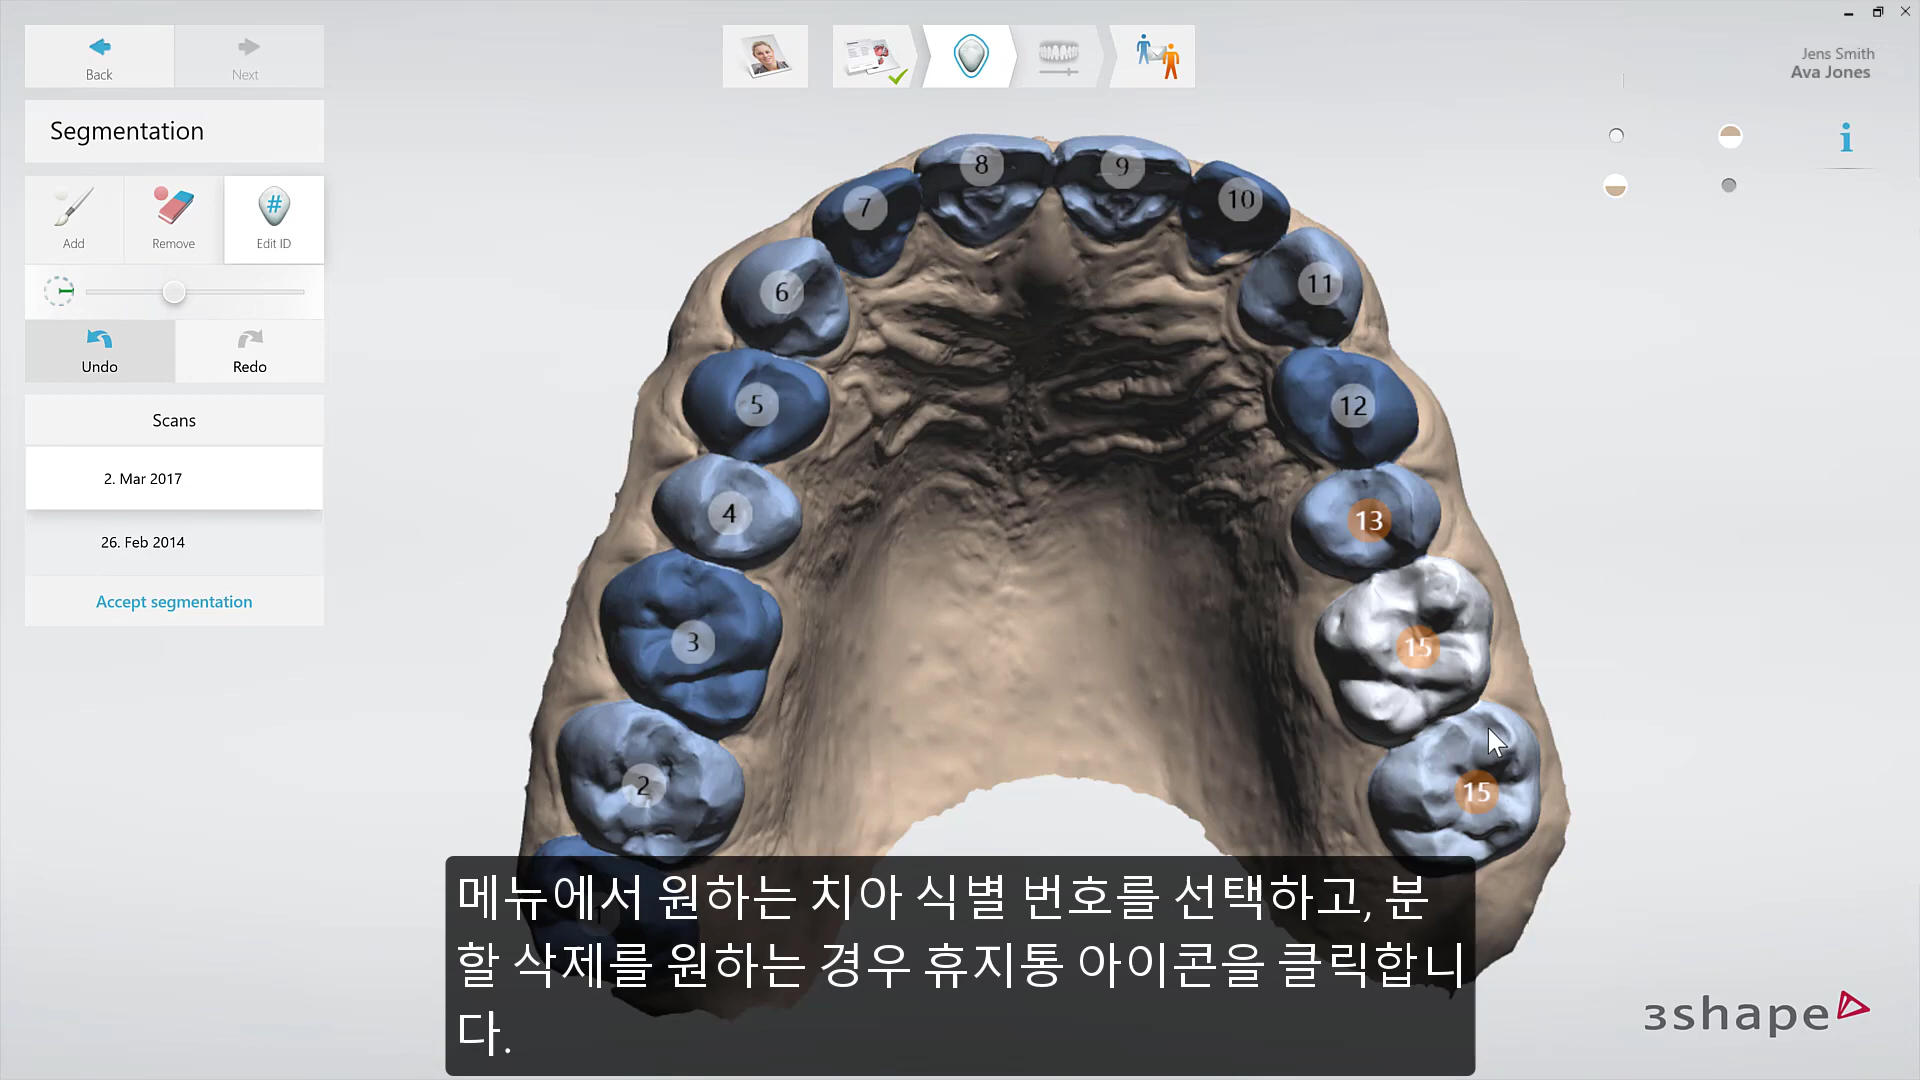 Back
Next
Jens Smith
Ava Jones
Segmentation
Add
Remove
Edit ID
Undo
Redo
Scans
2. Mar 2017
26. Feb 2014
Accept segmentation
8
9
7
10
6
11
5
12
4
13
3
15
2
15
1
메뉴에서 원하는 치아 식별 번호를 선택하고, 분
할 삭제를 원하는 경우 휴지통 아이콘을 클릭합니
다.
3shape